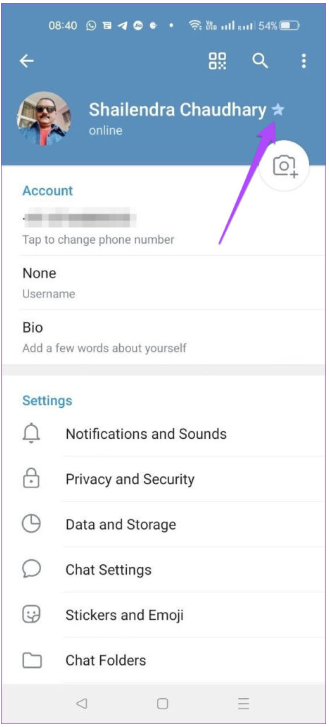 08:40 54%
Shailendra Chaudhary
online
Account
Tap to change phone number
None
Username
Bio
Add a few words about yourself
Settings
Notifications and Sounds
Privacy and Security
Data and Storage
Chat Settings
Stickers and Emoji
Chat Folders